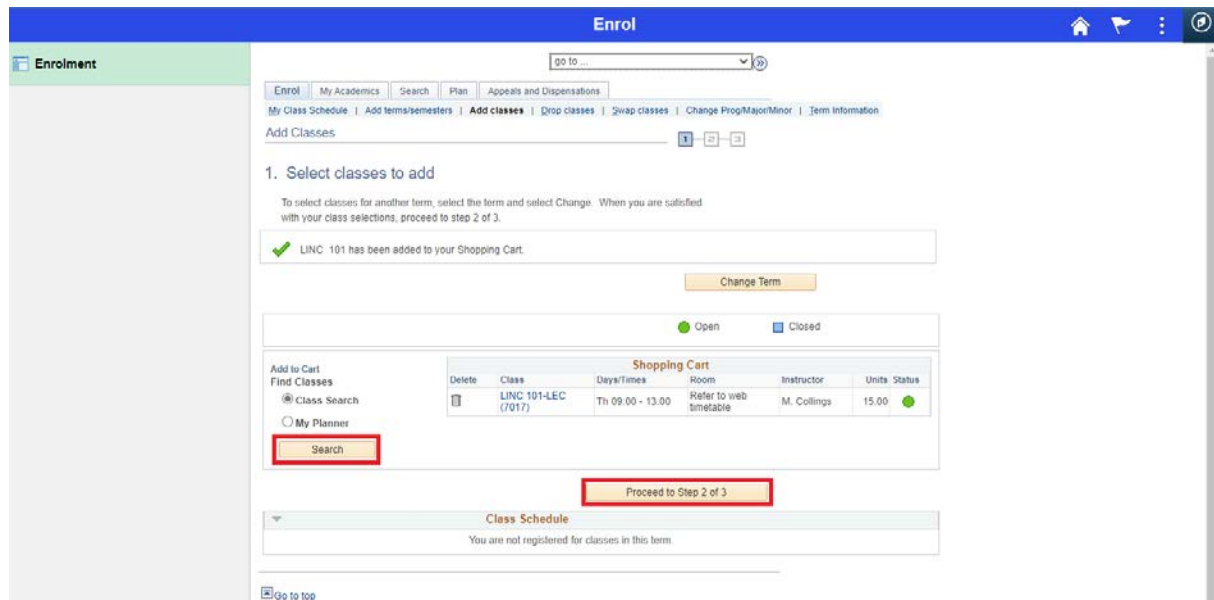 Enrol
Enrolment
go to ...
Enrol My Academics Search Plan Appeals and Dispensations
My Class Schedule | Add terms/semesters | Add classes | Drop classes | Swap classes | Change Prog/Major/Minor | Term Information
Add Classes
1 2 3
1. Select classes to add
To select classes for another term, select the term and select Change. When you are satisfied
with your class selections, proceed to step 2 of 3.
LINC 101 has been added to your Shopping Cart.
Change Term
Open Closed
Add to Cart
Find Classes
Class Search
My Planner
Search
Shopping Cart
Delete Class Days/Times Room Instructor Units Status
LINC 101-LEC
(7017)
Th 09.00 - 13.00
Refer to web
timetable
M. Collings
15.00
Proceed to Step 2 of 3
Class Schedule
You are not registered for classes in this term.
Go to top